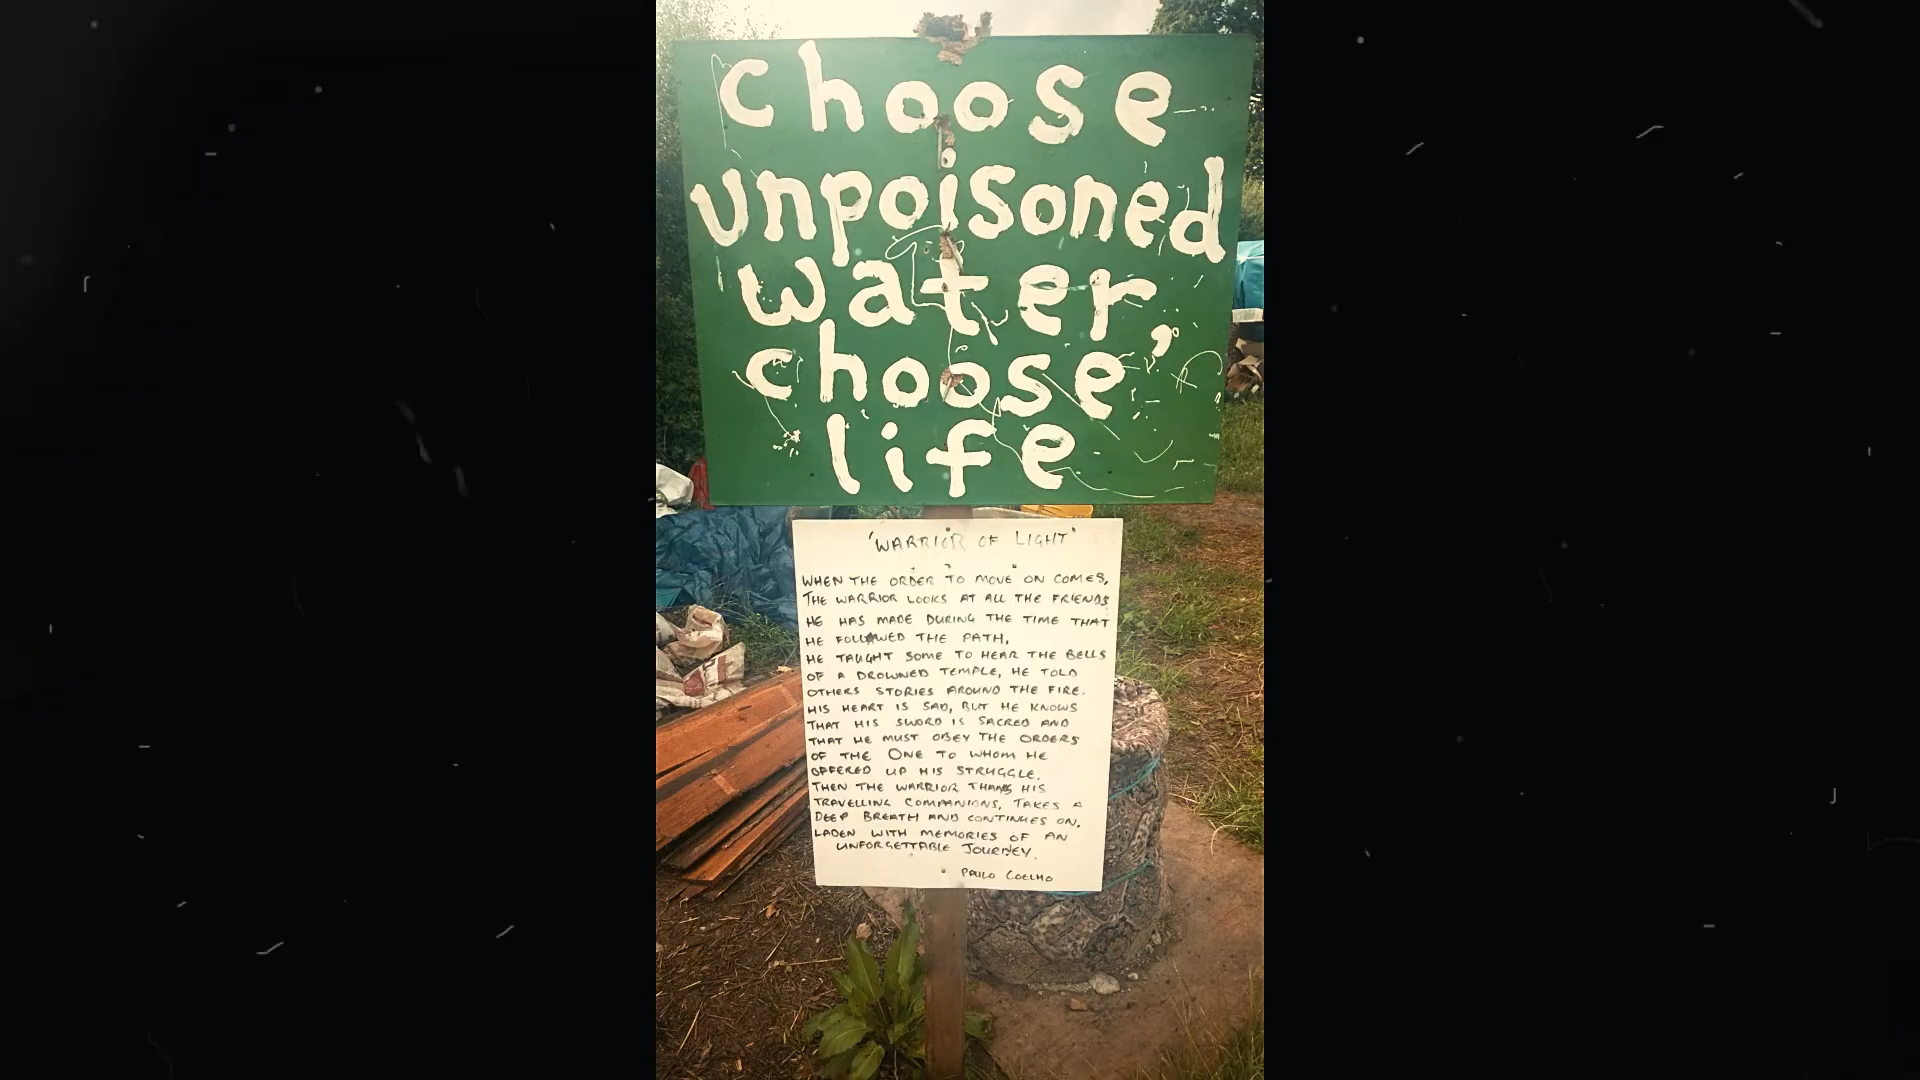 choose
unpoisoned
water,
choose
life
'WARRIOR OF LIGHT'
WHEN THE ORDER TO MOVE ON COMES,
THE WARRIOR LOOKS AT ALL THE FRIENDS
HE HAS MADE DURING THE TIME THAT
HE FOLLOWED THE PATH,
HE TAUGHT SOME TO HEAR THE BELLS
OF A DROWNED TEMPLE, HE TOLD
OTHERS STORIES AROUND THE FIRE.
HIS HEART IS SAD, BUT HE KNOWS
THAT HIS SWORD IS SACRED AND
THAT HE MUST OBEY THE ORDERS
OF THE ONE TO WHOM HE
OFFERED UP HIS STRUGGLE.
THEN THE WARRIOR THANKS HIS
TRAVELLING COMPANIONS, TAKES A
DEEP BREATH AND CONTINUES ON,
LADEN WITH MEMORIES OF AN
UNFORGETTABLE JOURNEY.
PAULO COELHO